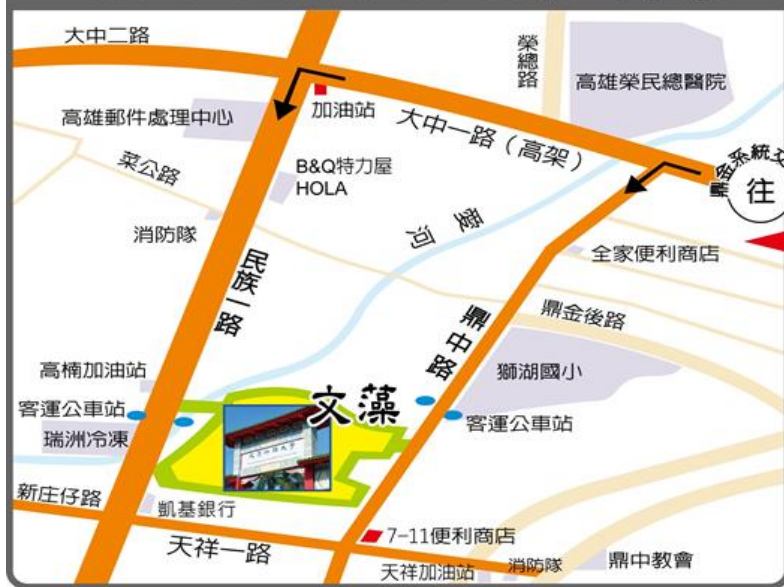 大中二路
榮總路
高雄榮民總醫院
加油站
高雄郵件處理中心
大中一路（高架）
鼎金系統交
往
菜公路
B&Q特力屋
HOLA
愛河
消防隊
全家便利商店
民族一路
鼎金後路
鼎中路
高楠加油站
獅湖國小
文藻
客運公車站
客運公車站
瑞洲冷凍
新庄仔路
凱基銀行
7-11便利商店
天祥一路
天祥加油站
消防隊
鼎中教會